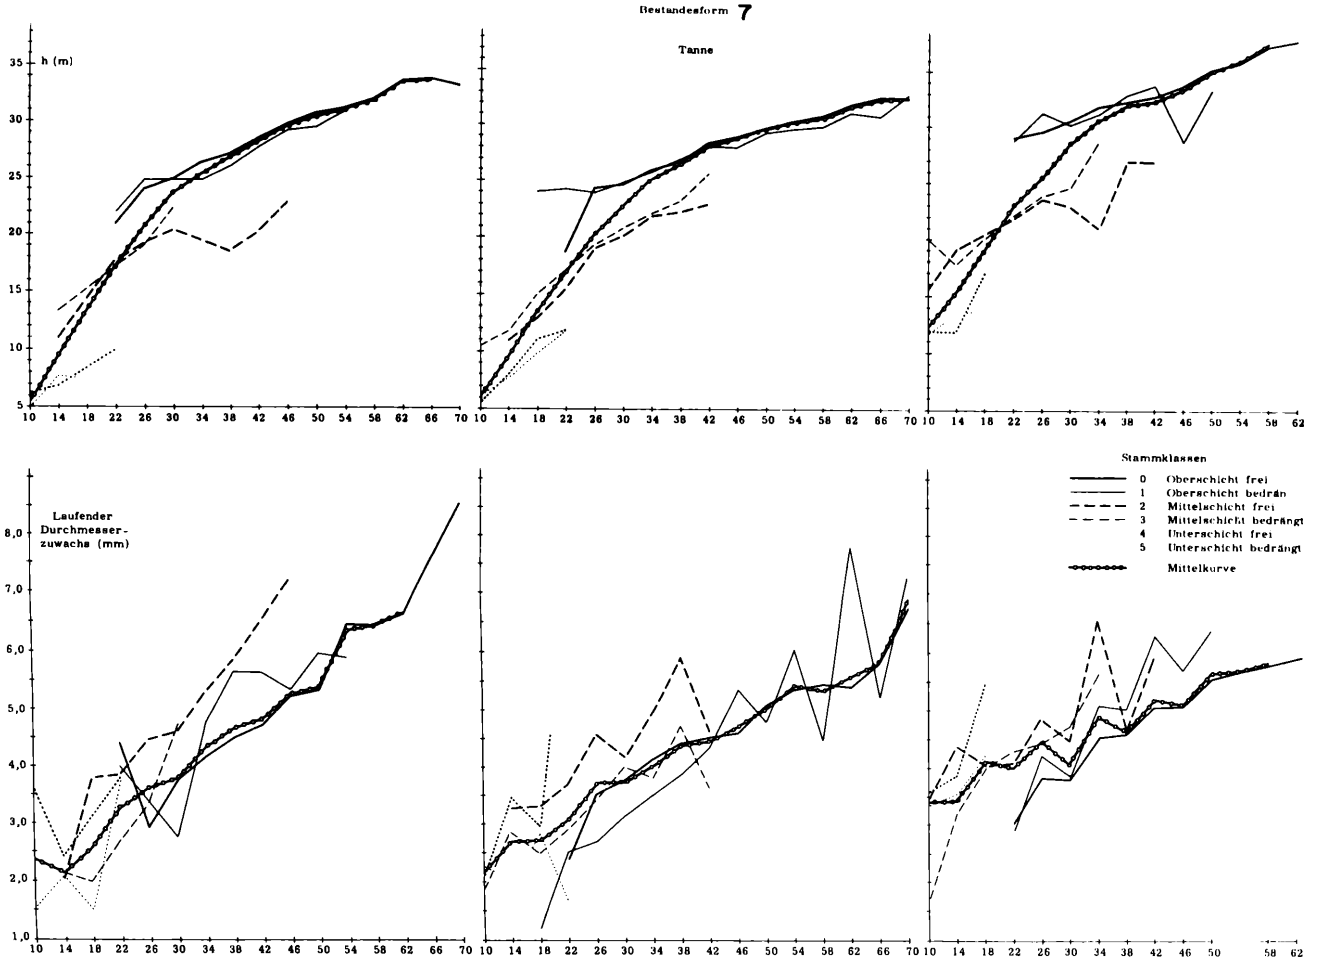 Bestandesform 7
Tanne
h (m)
35
30
25
20
15
10
5
10 14 18 22 26 30 34 38 42 46 50 54 58 62 66 70
10 14 18 22 26 30 34 38 42 46 50 54 58 62 66 70
10 14 18 22 26 30 34 38 42 46 50 54 58 62
Laufender
Durchmesser-
zuwachs (mm)
8,0
7,0
6,0
5,0
4,0
3,0
2,0
1,0
10 14 18 22 26 30 34 38 42 46 50 54 58 62 66 70
10 14 18 22 26 30 34 38 42 46 50 54 58 62 66 70
10 14 18 22 26 30 34 38 42 46 50 58 62
Stammklassen
0 Oberschicht frei
1 Oberschicht bedrän
2 Mittelschicht frei
3 Mittelschicht bedrängt
4 Unterschicht frei
5 Unterschicht bedrängt
Mittelkurve